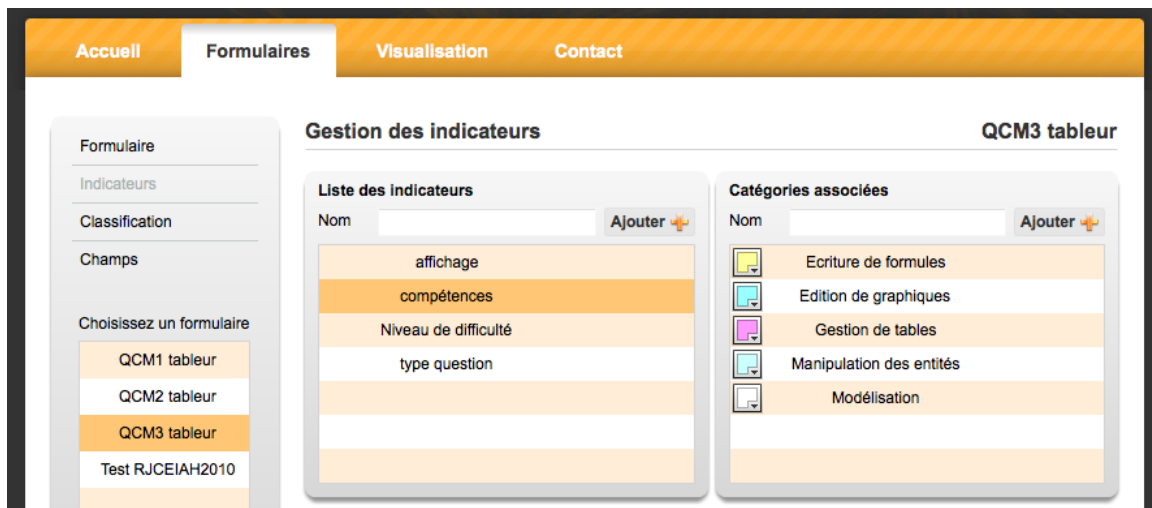 Accueil Formulaires Visualisation Contact
Formulaire
Indicateurs
Classification
Champs
Choisissez un formulaire
QCM1 tableur
QCM2 tableur
QCM3 tableur
Test RJCEIAH2010
Gestion des indicateurs QCM3 tableur
Liste des indicateurs
Nom Ajouter
affichage
compétences
Niveau de difficulté
type question
Catégories associées
Nom Ajouter
Ecriture de formules
Edition de graphiques
Gestion de tables
Manipulation des entités
Modélisation